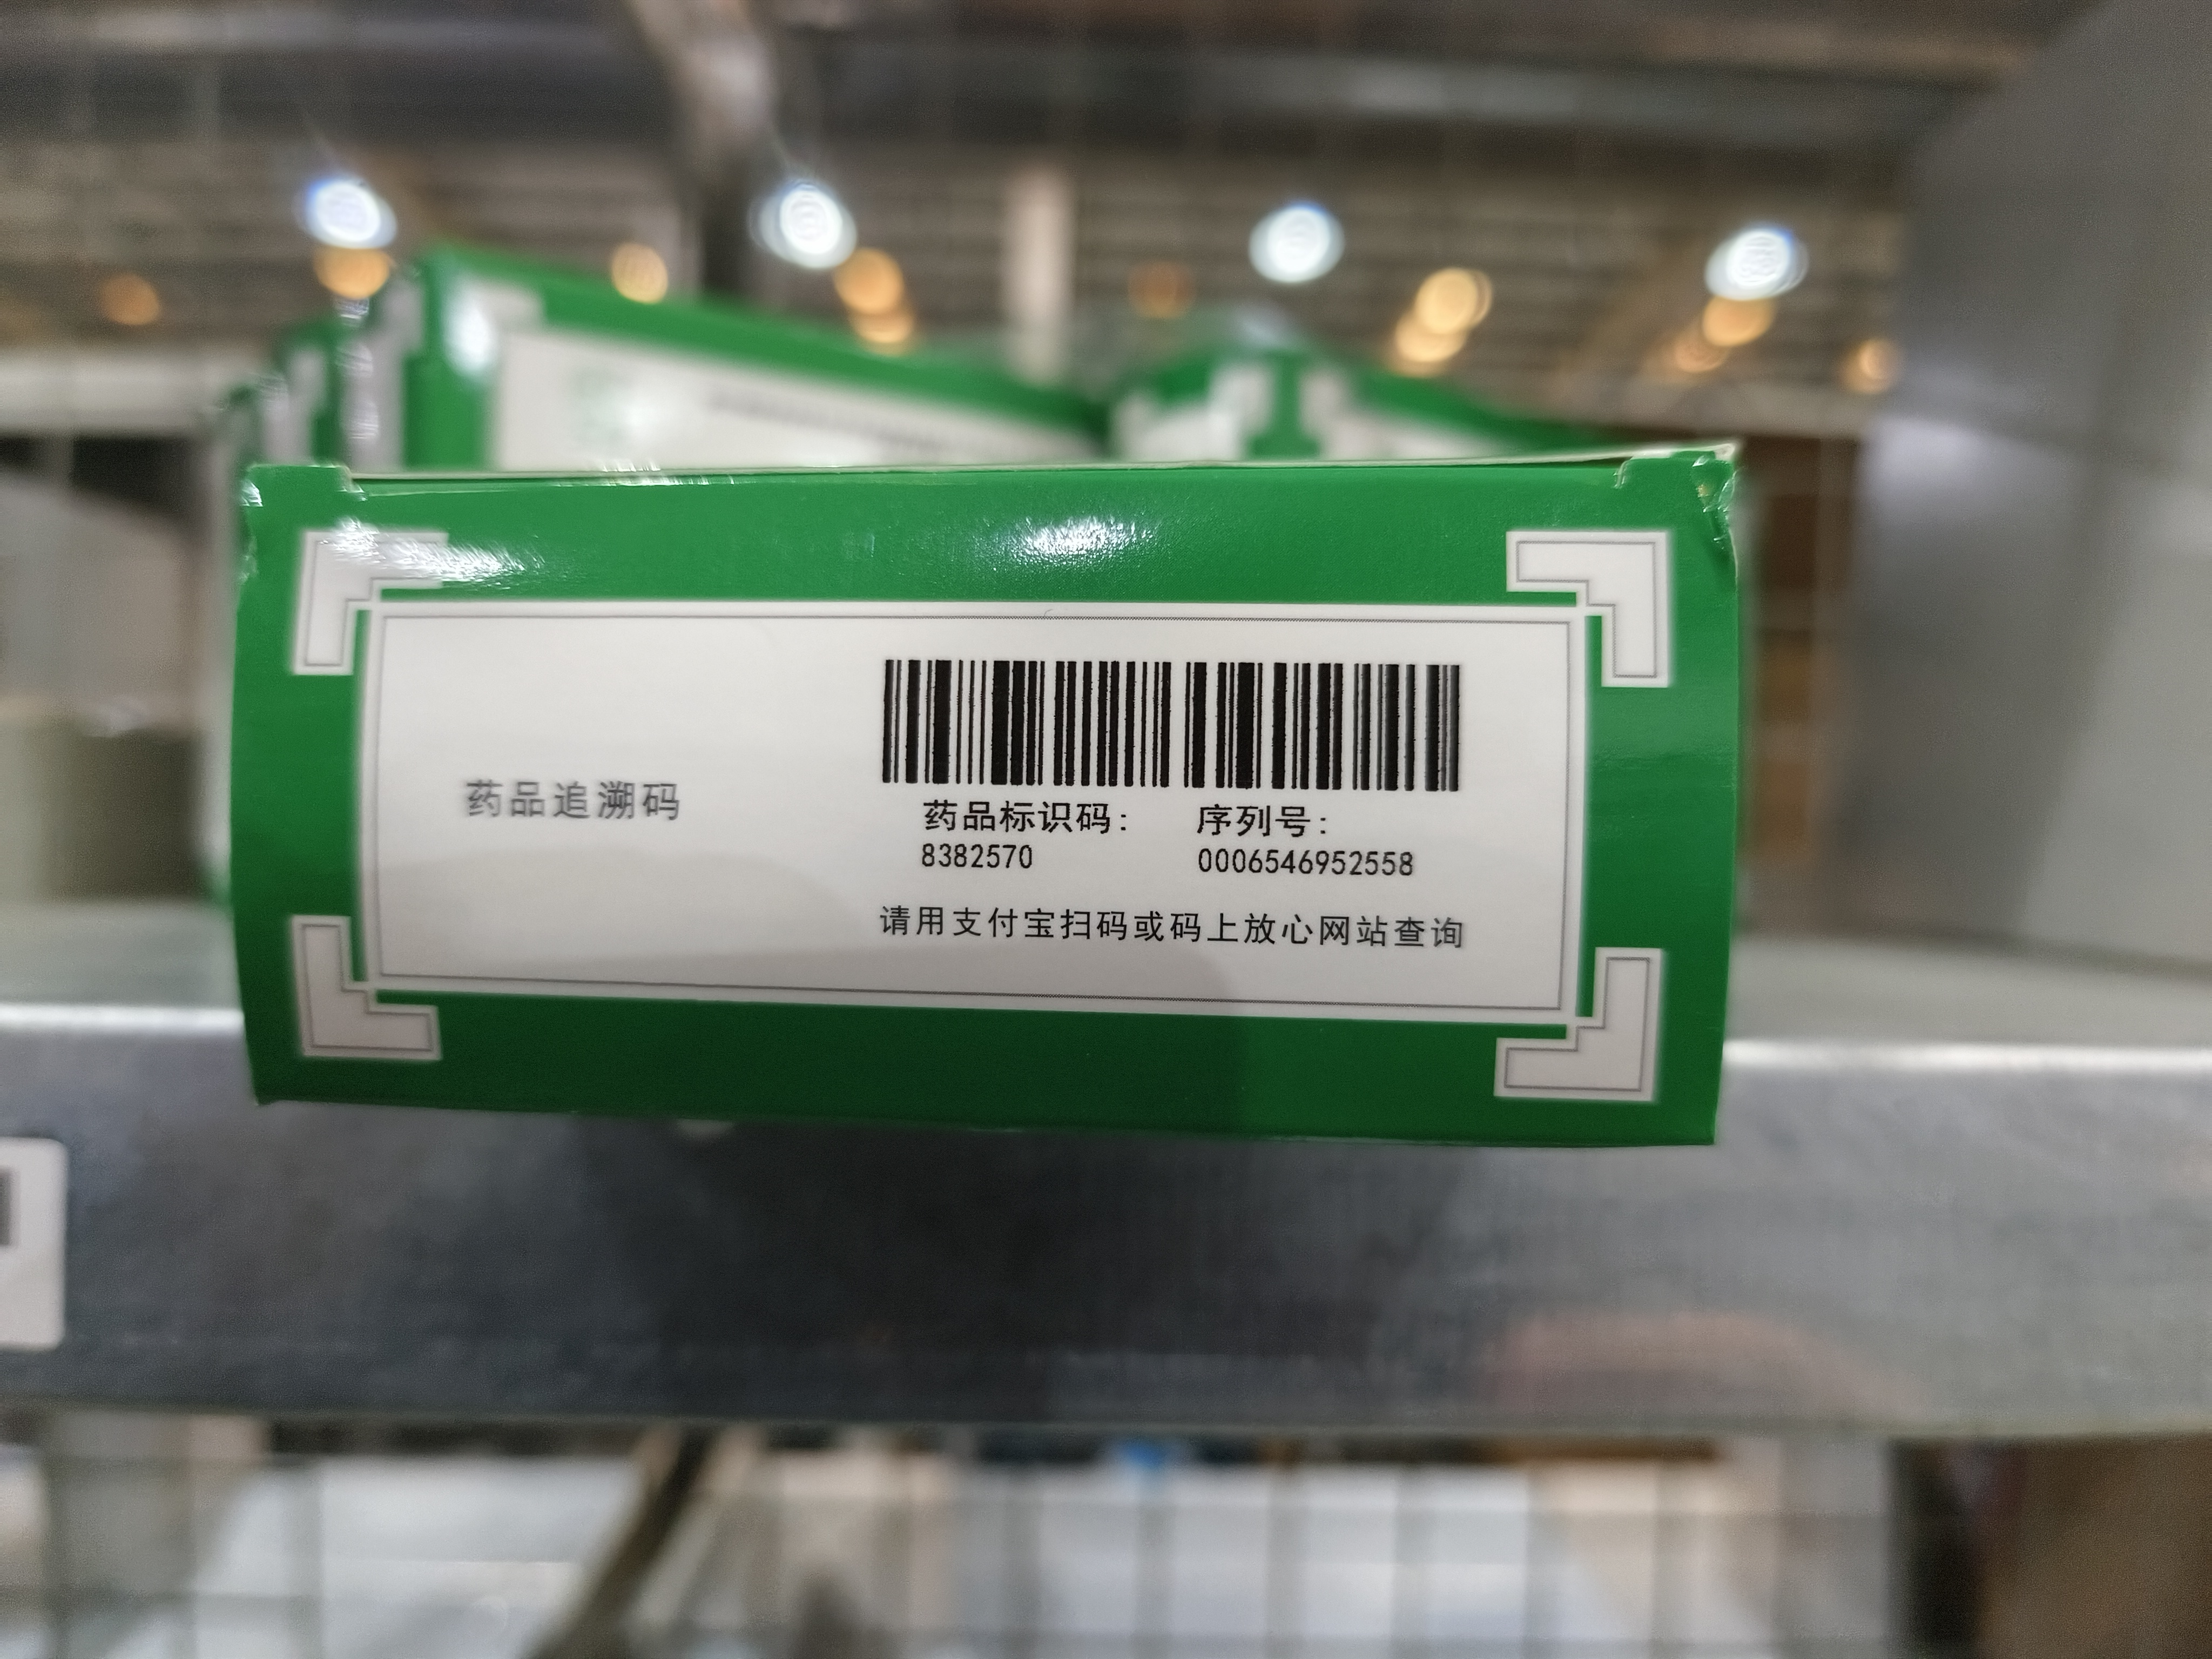 药品追溯码
药品标识码: 序列号:
8382570 0006546952558
请用支付宝扫码或码上放心网站查询